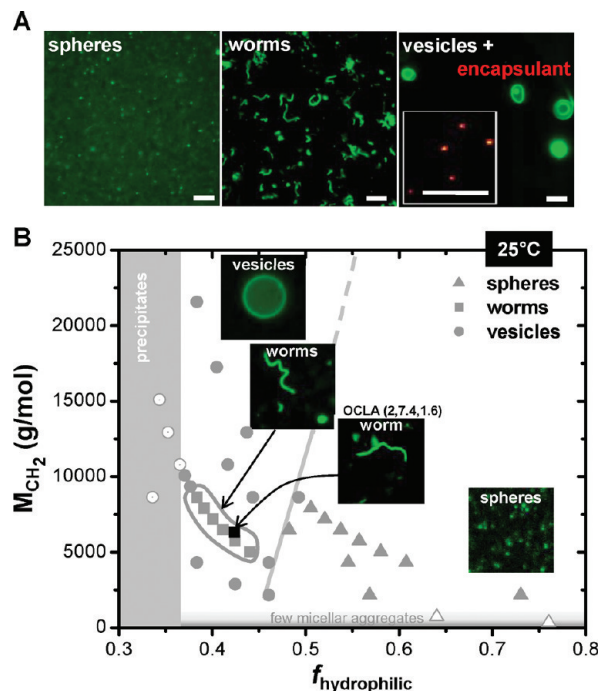 A
spheres
worms
vesicles +
encapsulant
B
25°C
spheres
worms
vesicles
precipitates
vesicles
worms
OCLA (2,7.4,1.6)
worm
spheres
few micellar aggregates
25000
20000
15000
10000
5000
0
M_CH₂ (g/mol)
0.3 0.4 0.5 0.6 0.7 0.8
f_hydrophilic